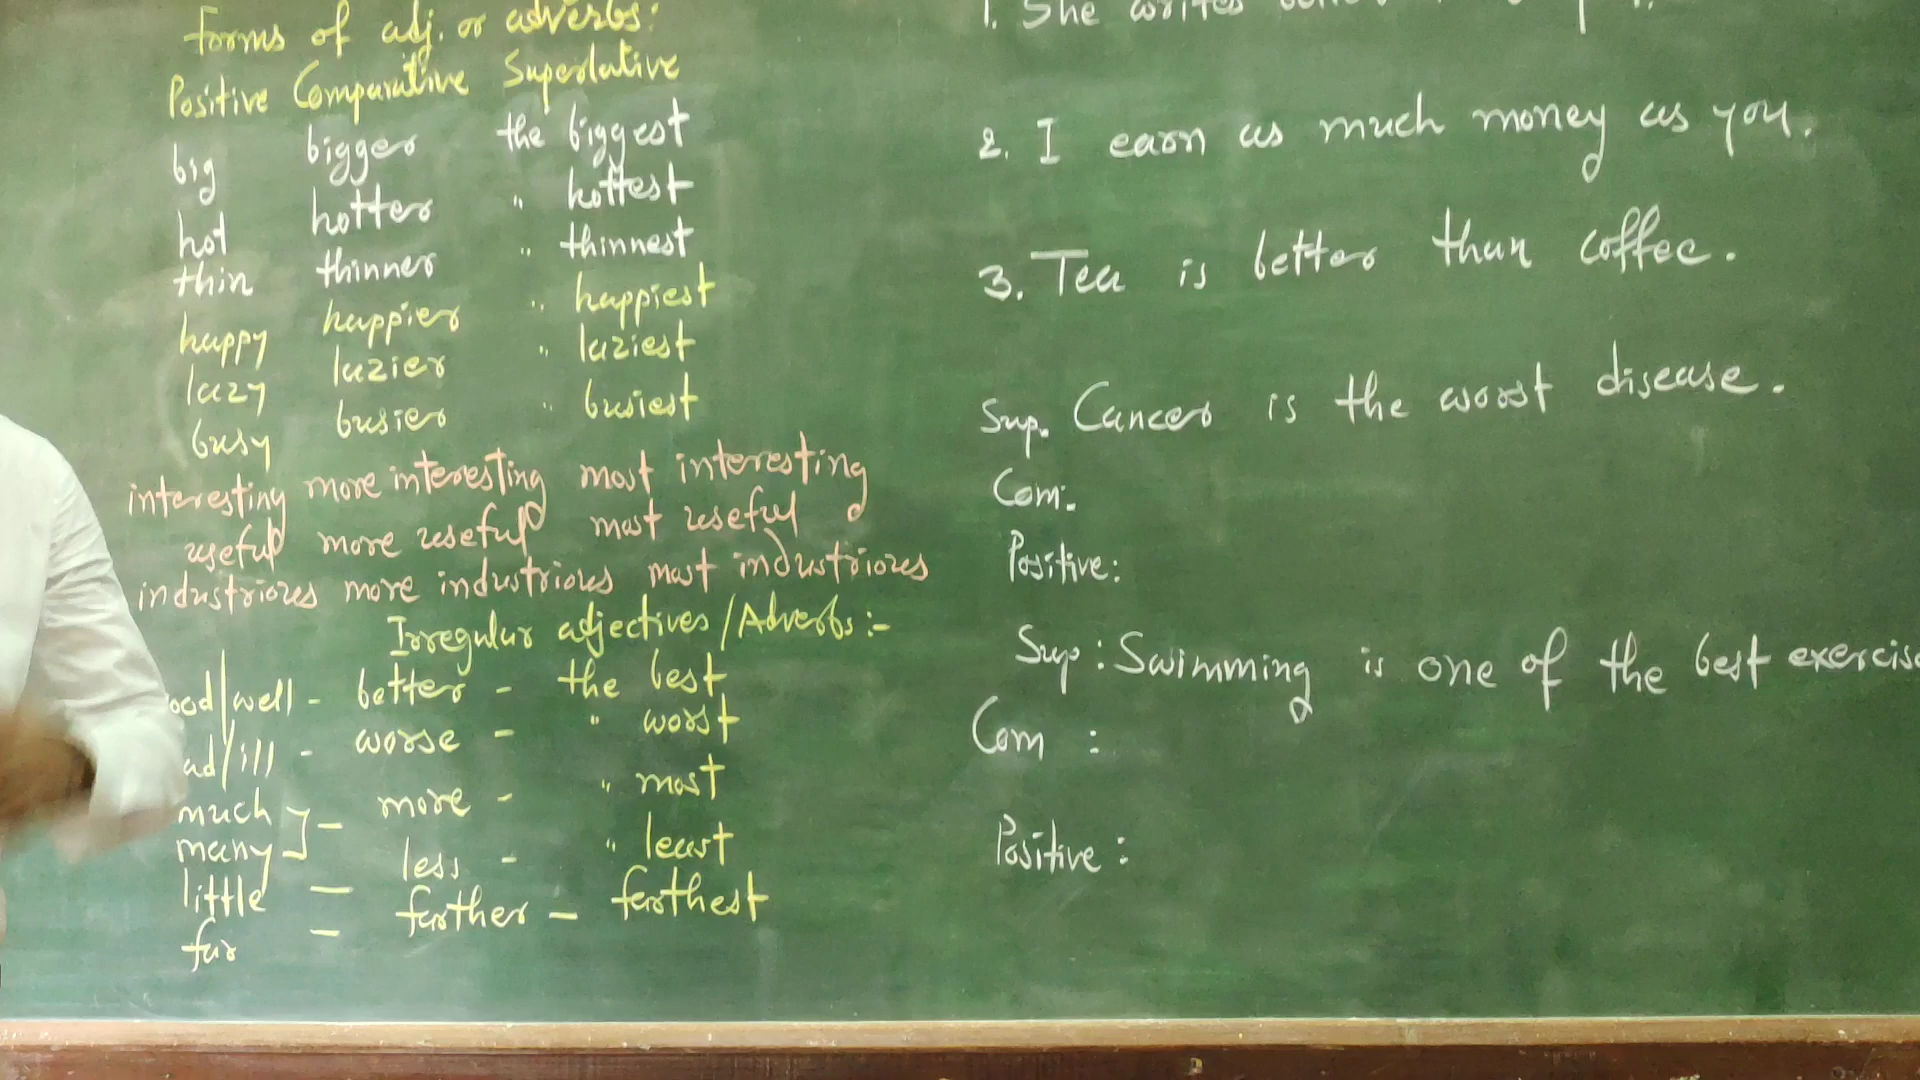 Forms of adj. or adverbs:
Positive Comparative Superlative
big bigger the biggest
hot hotter " hottest
thin thinner " thinnest
happy happier " happiest
lazy lazier " laziest
busy busier " busiest
interesting more interesting most interesting
useful more useful most useful
industrious more industrious most industrious
Irregular adjectives/Adverbs:-
ood/well - better - the best
ad/ill - worse - " worst
much ] - more - " most
many
little - less - " least
far - farther - farthest
1. She writes
2. I earn as much money as you.
3. Tea is better than coffee.
Sup. Cancer is the worst disease.
Com:
Positive:
Sup: Swimming is one of the best exercise
Com :
Positive :